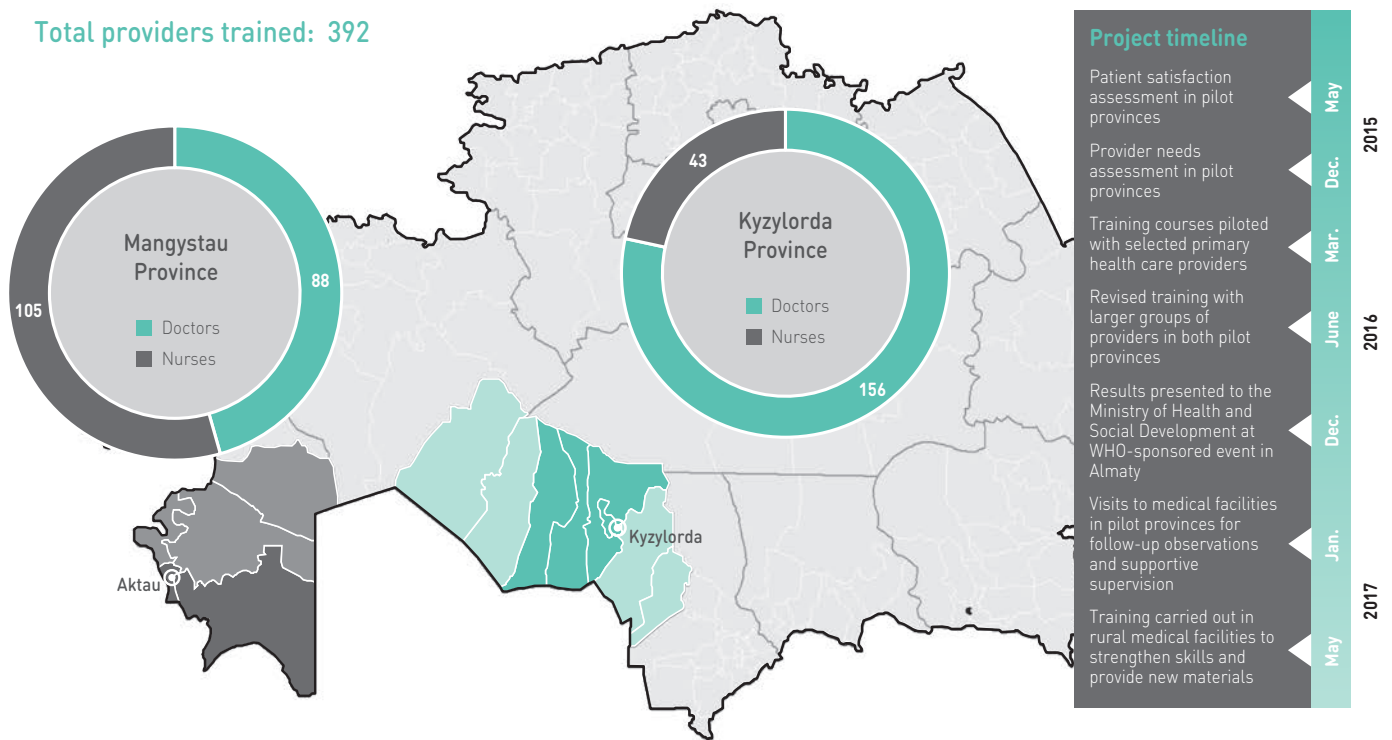 Total providers trained: 392
Mangystau
Province
Doctors
Nurses
88
105
Kyzylorda
Province
Doctors
Nurses
43
156
Aktau
Kyzylorda
Project timeline
Patient satisfaction
assessment in pilot
provinces
May
Provider needs
assessment in pilot
provinces
Dec.
2015
Training courses piloted
with selected primary
health care providers
Mar.
Revised training with
larger groups of
providers in both pilot
provinces
June
Results presented to the
Ministry of Health and
Social Development at
WHO-sponsored event in
Almaty
Dec.
2016
Visits to medical facilities
in pilot provinces for
follow-up observations
and supportive
supervision
Jan.
Training carried out in
rural medical facilities to
strengthen skills and
provide new materials
May
2017